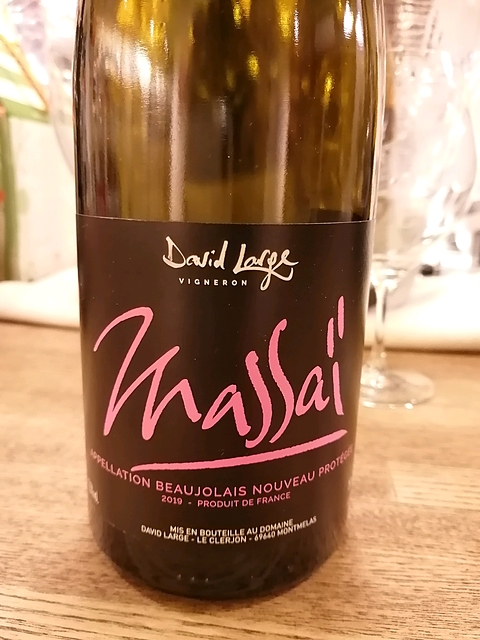 David Large
VIGNERON
Massaï
APPELLATION BEAUJOLAIS NOUVEAU PROTÉGÉE
2019 - PRODUIT DE FRANCE
MIS EN BOUTEILLE AU DOMAINE
DAVID LARGE - LE CLERJON - 69640 MONTMELAS